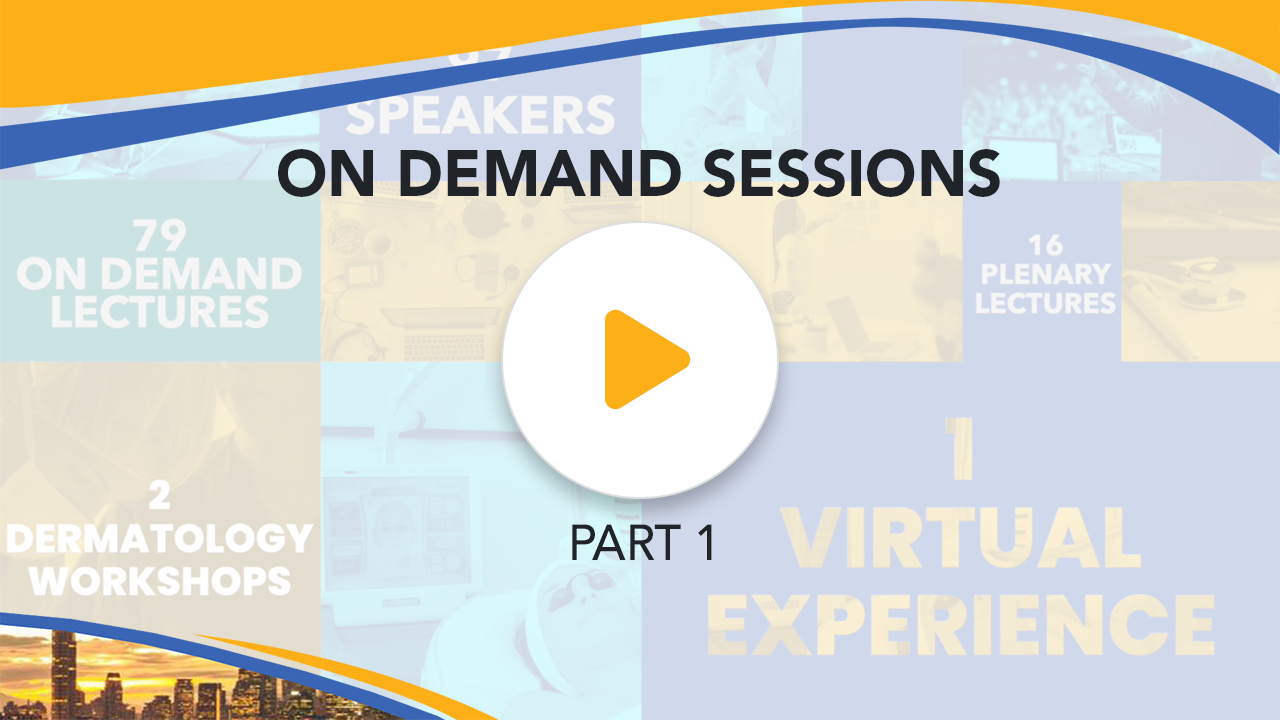 SPEAKERS
ON DEMAND SESSIONS
79
ON DEMAND
LECTURES
16
PLENARY
LECTURES
2
DERMATOLOGY
WORKSHOPS
PART 1
1
VIRTUAL
EXPERIENCE